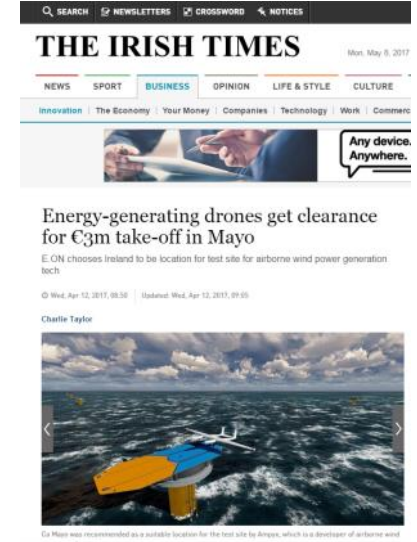 SEARCH NEWSLETTERS CROSSWORD NOTICES
THE IRISH TIMES
Mon, May 8, 2017
NEWS SPORT BUSINESS OPINION LIFE & STYLE CULTURE
Innovation The Economy Your Money Companies Technology Work Commerc
Any device.
Anywhere.
Energy-generating drones get clearance
for €3m take-off in Mayo
E.ON chooses Ireland to be location for test site for airborne wind power generation
tech
Wed, Apr 12, 2017, 08:50 Updated: Wed, Apr 12, 2017, 09:05
Charlie Taylor
Co Mayo was recommended as a suitable location for the test site by Ampyx, which is a developer of airborne wind